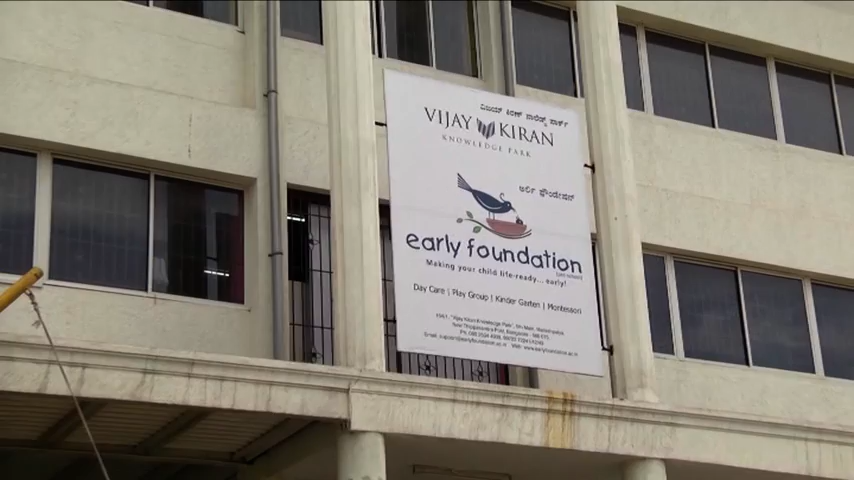 ವಿಜಯ್ ಕಿರಣ್ ನಾಲೆಡ್ಜ್ ಪಾರ್ಕ್
VIJAY KIRAN
KNOWLEDGE PARK
ಅರ್ಲಿ ಫೌಂಡೇಷನ್
early foundation
Making your child life-ready... early!
Day Care | Play Group | Kinder Garten | Montessori